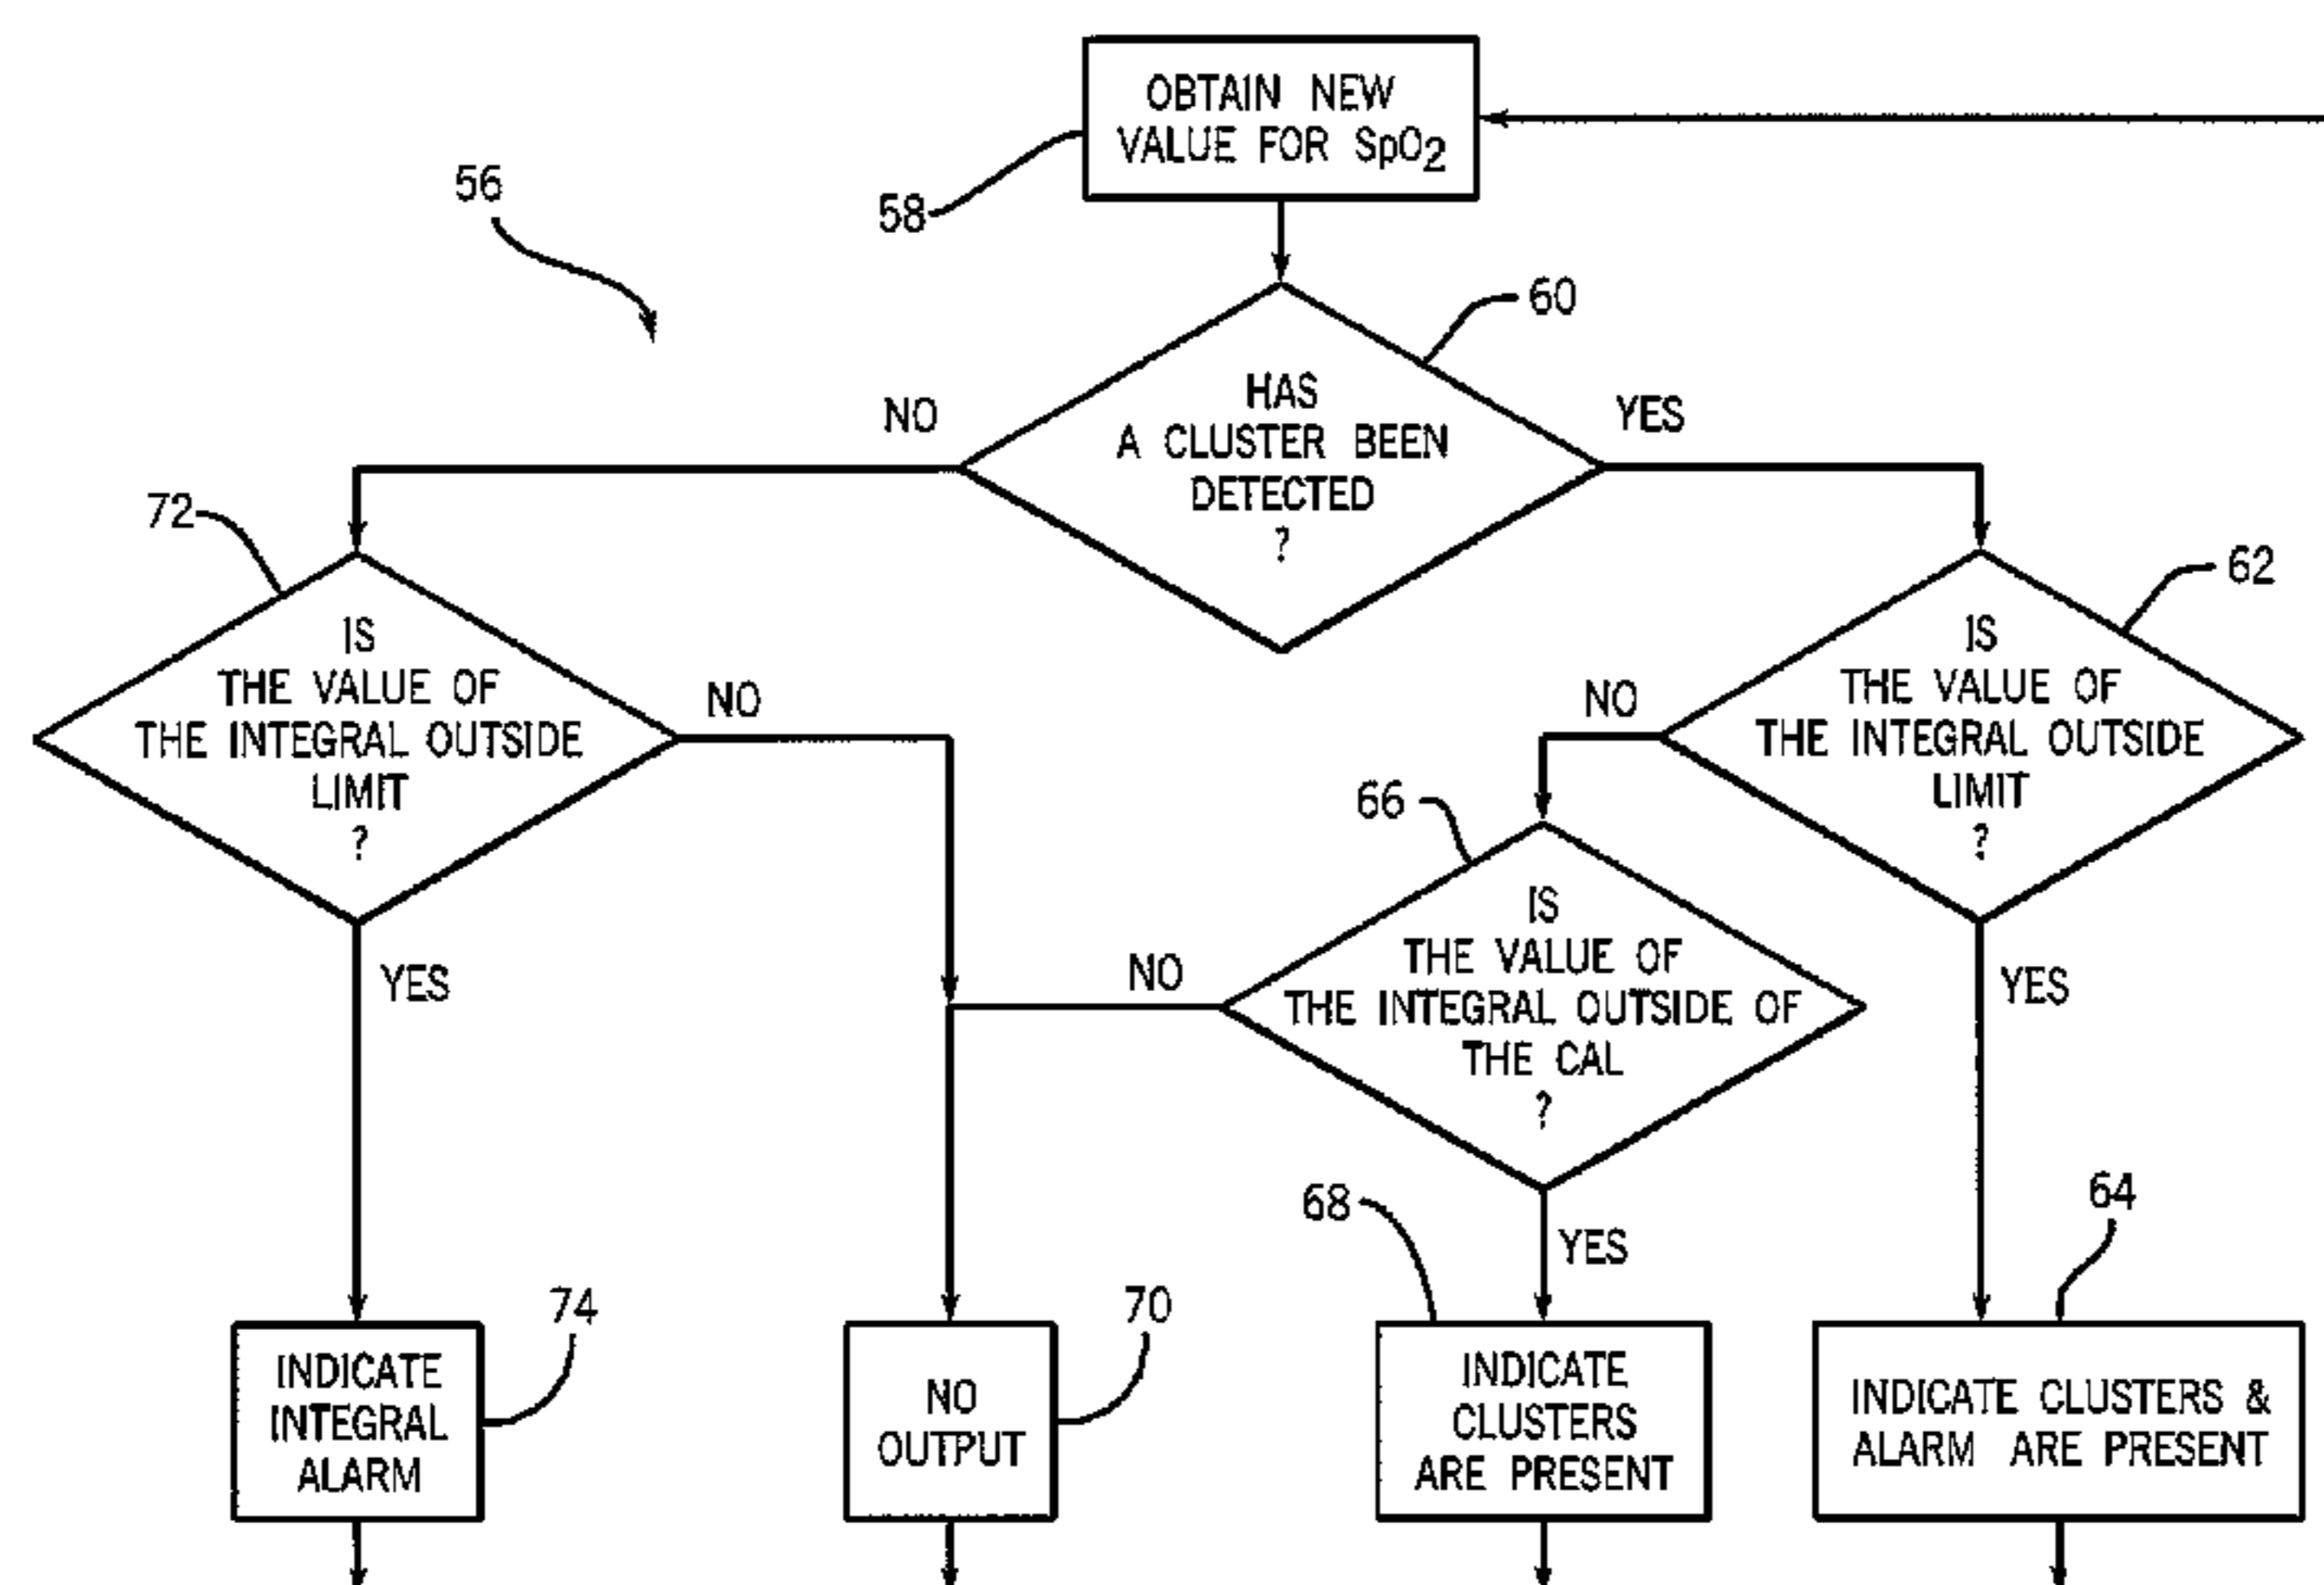 OBTAIN NEW
VALUE FOR SpO2
56
58
60
HAS
A CLUSTER BEEN
DETECTED
?
NO
YES
72
IS
THE VALUE OF
THE INTEGRAL OUTSIDE
LIMIT
?
NO
YES
62
IS
THE VALUE OF
THE INTEGRAL OUTSIDE
LIMIT
?
NO
YES
66
IS
THE VALUE OF
THE INTEGRAL OUTSIDE OF
THE CAL
?
NO
YES
74
INDICATE
INTEGRAL
ALARM
70
NO
OUTPUT
68
INDICATE
CLUSTERS
ARE PRESENT
64
INDICATE CLUSTERS &
ALARM ARE PRESENT